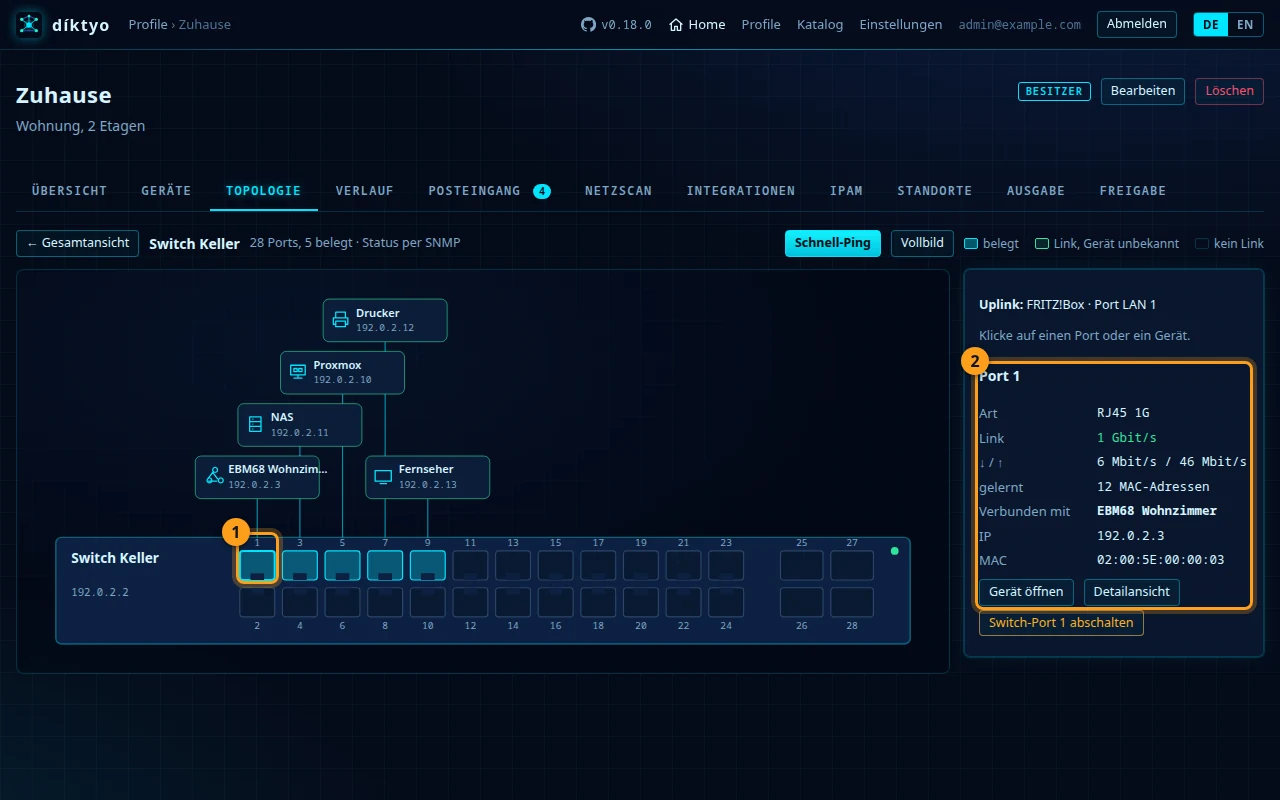 díktyo
Profile › Zuhause
v0.18.0
Home
Profile
Katalog
Einstellungen
admin@example.com
Abmelden
DE
EN
Zuhause
Wohnung, 2 Etagen
BESITZER
Bearbeiten
Löschen
ÜBERSICHT
GERÄTE
TOPOLOGIE
VERLAUF
POSTEINGANG 4
NETZSCAN
INTEGRATIONEN
IPAM
STANDORTE
AUSGABE
FREIGABE
← Gesamtansicht
Switch Keller
28 Ports, 5 belegt · Status per SNMP
Schnell-Ping
Vollbild
belegt
Link, Gerät unbekannt
kein Link
Drucker
192.0.2.12
Proxmox
192.0.2.10
NAS
192.0.2.11
EBM68 Wohnzim...
192.0.2.3
Fernseher
192.0.2.13
1
Switch Keller
192.0.2.2
1 3 5 7 9 11 13 15 17 19 21 23 25 27
2 4 6 8 10 12 14 16 18 20 22 24 26 28
Uplink: FRITZ!Box · Port LAN 1
Klicke auf einen Port oder ein Gerät.
2
Port 1
Art RJ45 1G
Link 1 Gbit/s
↓ / ↑ 6 Mbit/s / 46 Mbit/s
gelernt 12 MAC-Adressen
Verbunden mit EBM68 Wohnzimmer
IP 192.0.2.3
MAC 02:00:5E:00:00:03
Gerät öffnen
Detailansicht
Switch-Port 1 abschalten